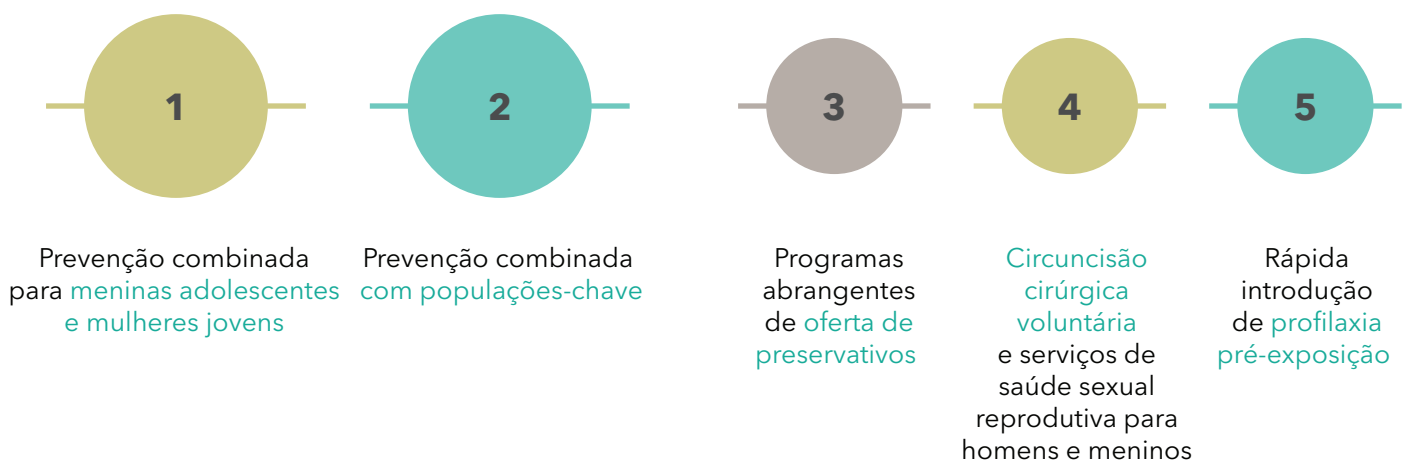 1
Prevenção combinada
para meninas adolescentes
e mulheres jovens
2
Prevenção combinada
com populações-chave
3
Programas
abrangentes
de oferta de
preservativos
4
Circuncisão
cirúrgica
voluntária
e serviços de
saúde sexual
reprodutiva para
homens e meninos
5
Rápida
introdução
de profilaxia
pré-exposição